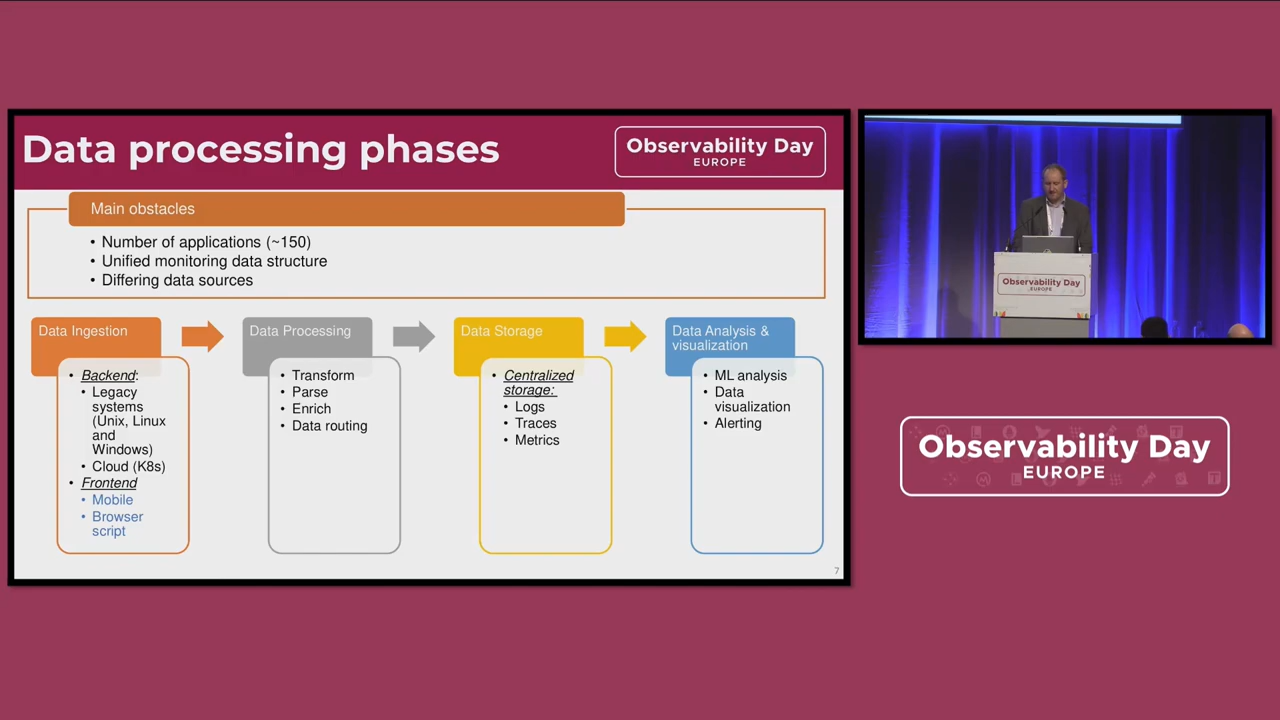 Data processing phases
Observability Day
EUROPE
Main obstacles
• Number of applications (~150)
• Unified monitoring data structure
• Differing data sources
Data Ingestion
• Backend:
• Legacy
systems
(Unix, Linux
and
Windows)
• Cloud (K8s)
• Frontend
• Mobile
• Browser
script
Data Processing
• Transform
• Parse
• Enrich
• Data routing
Data Storage
• Centralized
storage:
• Logs
• Traces
• Metrics
Data Analysis &
visualization
• ML analysis
• Data
visualization
• Alerting
7
Observability Day
EUROPE
Observability Day
EUROPE